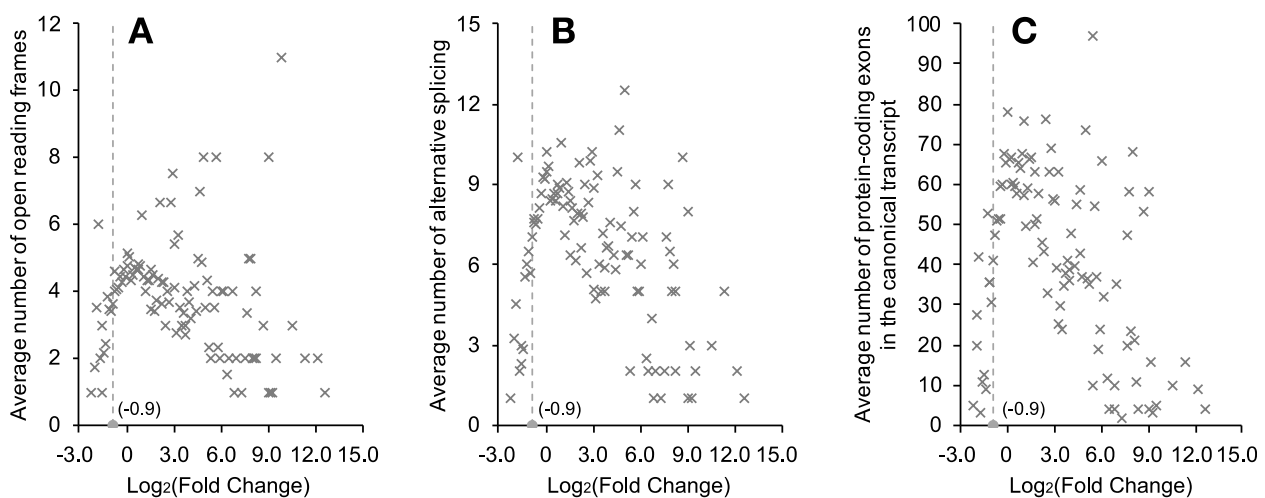 A
Average number of open reading frames
12
10
8
6
4
2
0
(-0.9)
-3.0 0 3.0 6.0 9.0 12.0 15.0
Log₂(Fold Change)
B
Average number of alternative splicing
15
12
9
6
3
0
(-0.9)
-3.0 0 3.0 6.0 9.0 12.0 15.0
Log₂(Fold Change)
C
Average number of protein-coding exons
in the canonical transcript
100
90
80
70
60
50
40
30
20
10
0
(-0.9)
-3.0 0 3.0 6.0 9.0 12.0 15.0
Log₂(Fold Change)